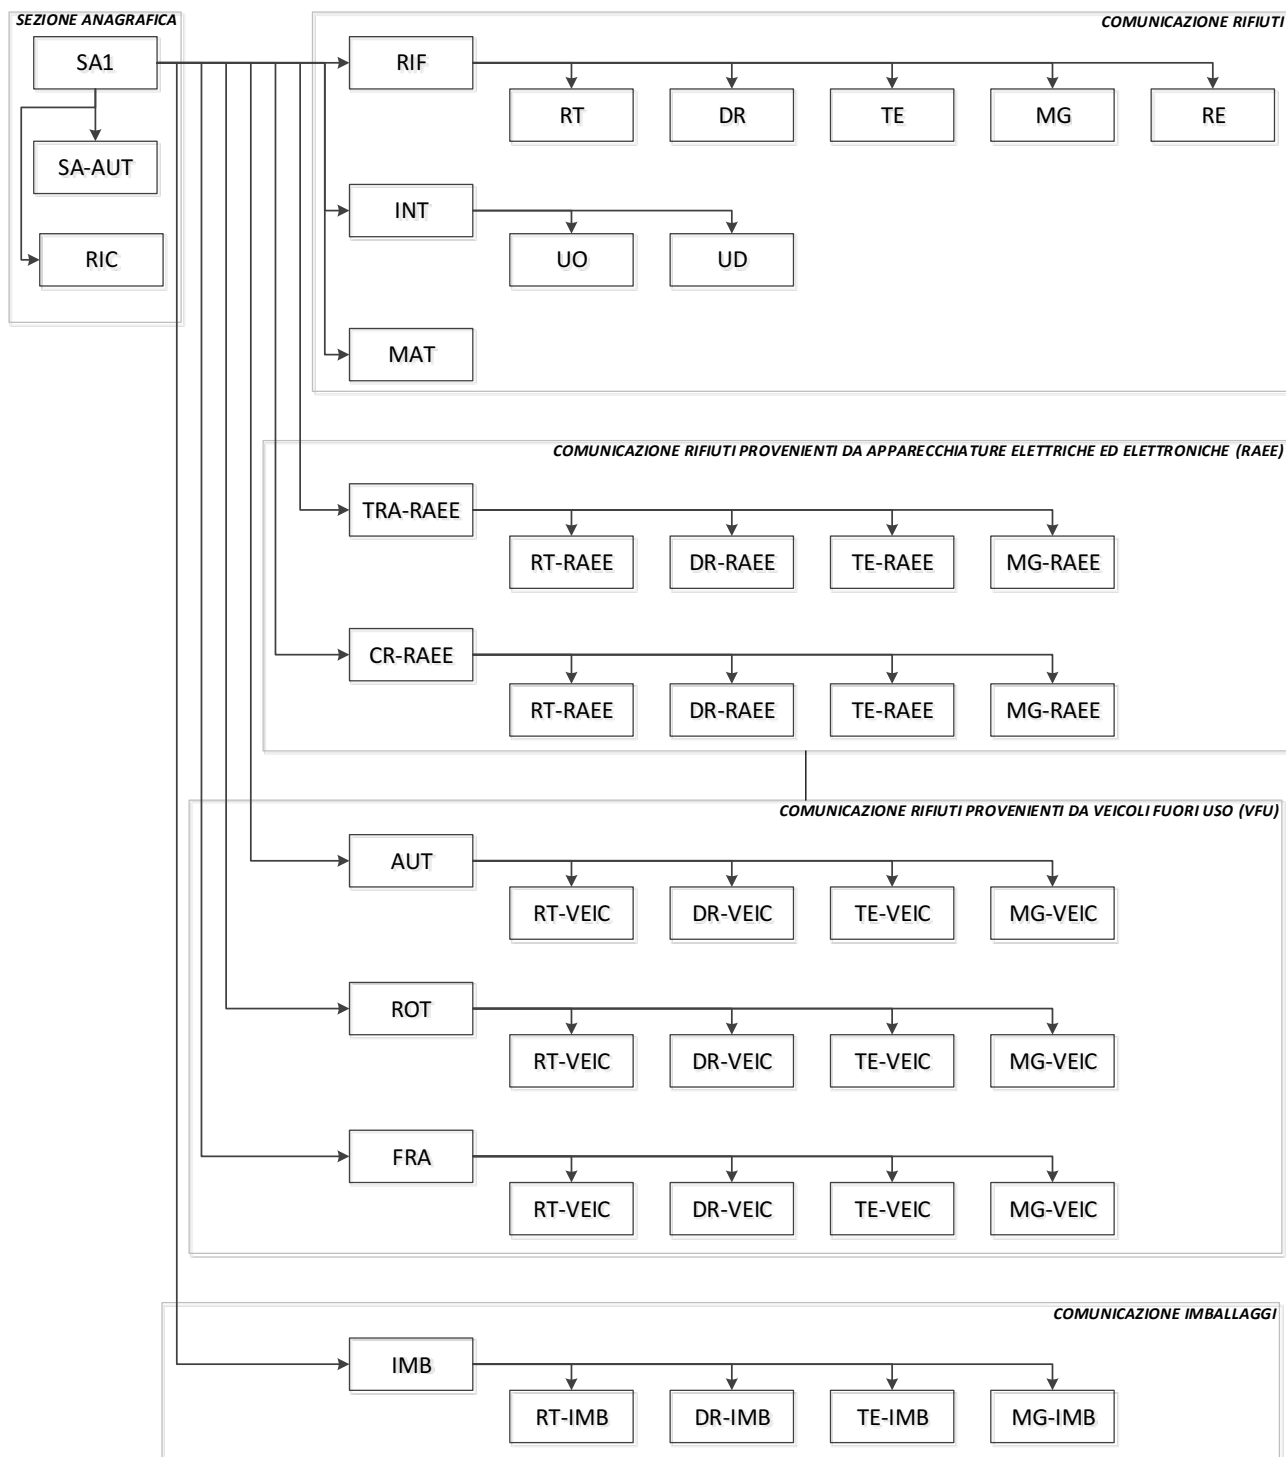 SEZIONE ANAGRAFICA
SA1
SA-AUT
RIC
COMUNICAZIONE RIFIUTI
RIF
RT DR TE MG RE
INT
UO UD
MAT
COMUNICAZIONE RIFIUTI PROVENIENTI DA APPARECCHIATURE ELETTRICHE ED ELETTRONICHE (RAEE)
TRA-RAEE
RT-RAEE DR-RAEE TE-RAEE MG-RAEE
CR-RAEE
RT-RAEE DR-RAEE TE-RAEE MG-RAEE
COMUNICAZIONE RIFIUTI PROVENIENTI DA VEICOLI FUORI USO (VFU)
AUT
RT-VEIC DR-VEIC TE-VEIC MG-VEIC
ROT
RT-VEIC DR-VEIC TE-VEIC MG-VEIC
FRA
RT-VEIC DR-VEIC TE-VEIC MG-VEIC
COMUNICAZIONE IMBALLAGGI
IMB
RT-IMB DR-IMB TE-IMB MG-IMB